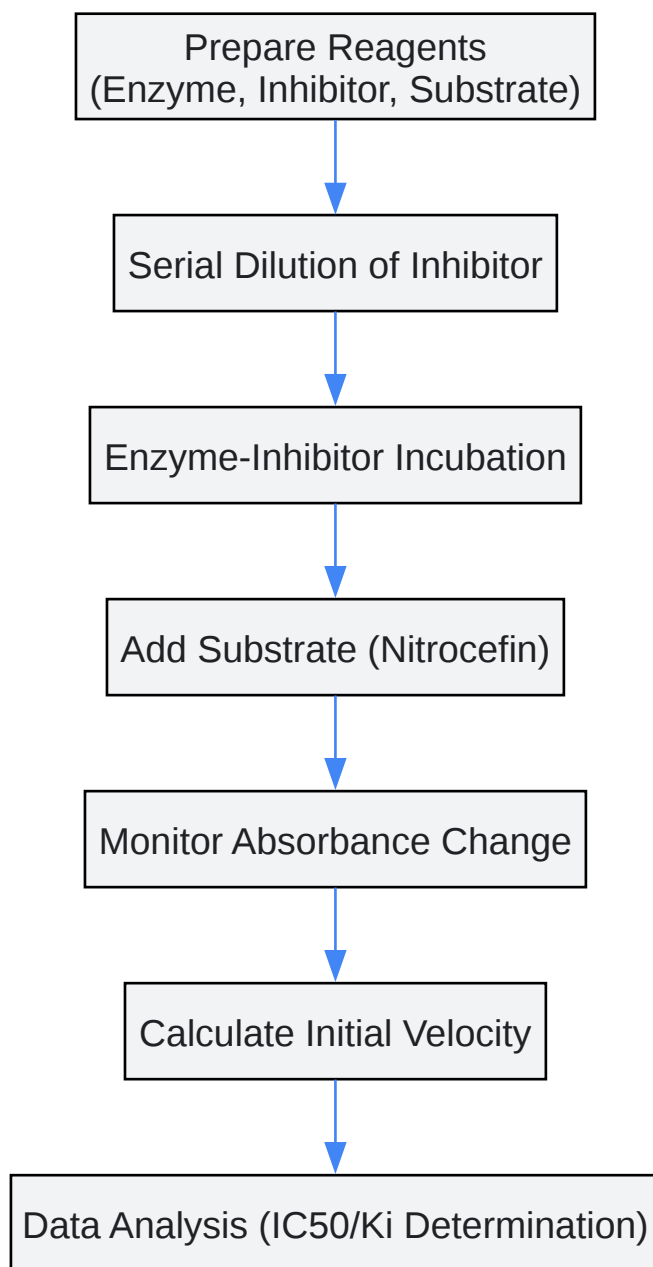 Prepare Reagents
(Enzyme, Inhibitor, Substrate)
Serial Dilution of Inhibitor
Enzyme-Inhibitor Incubation
Add Substrate (Nitrocefin)
Monitor Absorbance Change
Calculate Initial Velocity
Data Analysis (IC50/Ki Determination)